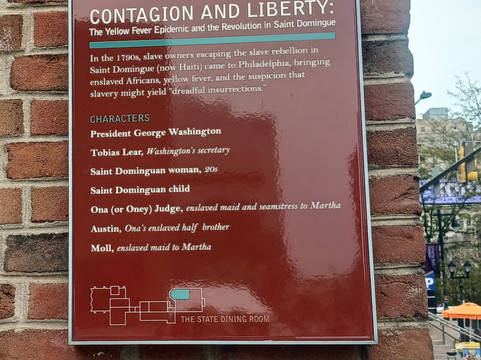 CONTAGION AND LIBERTY:
The Yellow Fever Epidemic and the Revolution in Saint Domingue
In the 1790s, slave owners escaping the slave rebellion in
Saint Domingue (now Haiti) came to Philadelphia, bringing
enslaved Africans, yellow fever, and the suspicion that
slavery might yield "dreadful insurrections."
CHARACTERS
President George Washington
Tobias Lear, Washington's secretary
Saint Dominguan woman, 20s
Saint Dominguan child
Ona (or Oney) Judge, enslaved maid and seamstress to Martha
Austin, Ona's enslaved half brother
Moll, enslaved maid to Martha
THE STATE DINING ROOM